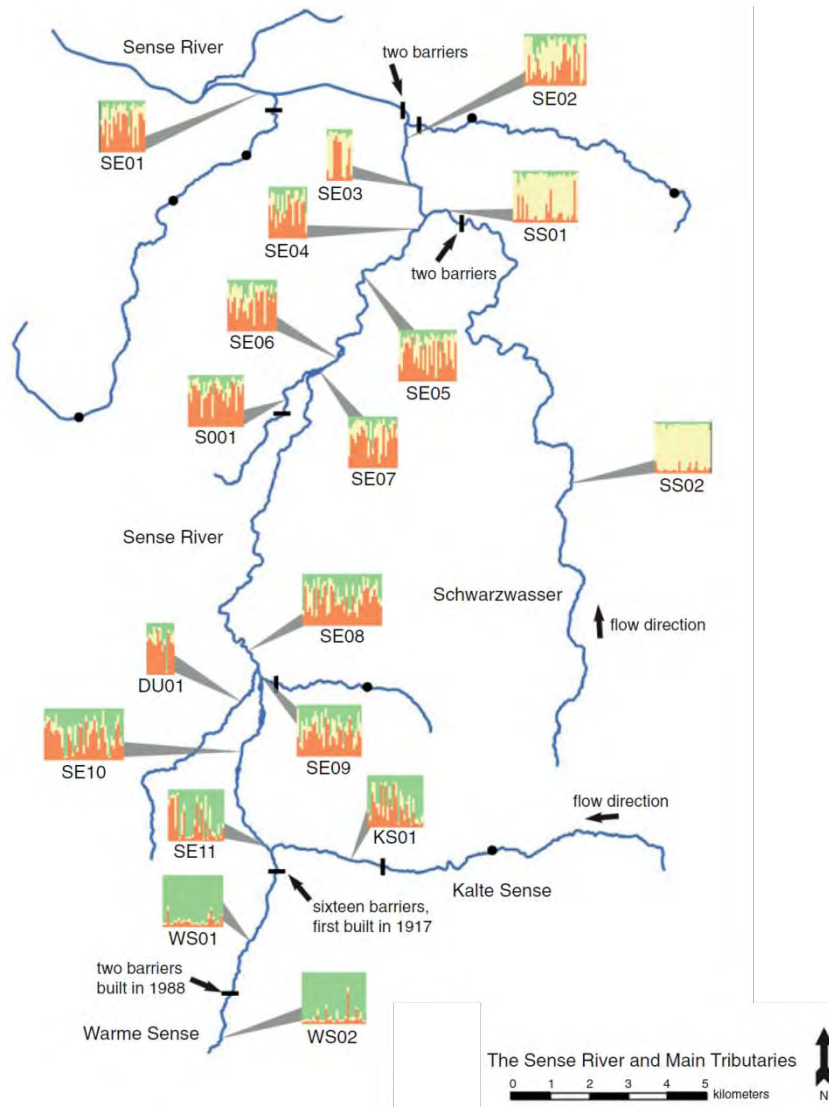 Sense River
two barriers
SE02
SE01
SE03
SS01
SE04
two barriers
SE06
SE05
S001
SE07
SS02
Sense River
Schwarzwasser
SE08
flow direction
DU01
SE10
SE09
flow direction
KS01
SE11
Kalte Sense
sixteen barriers,
first built in 1917
WS01
two barriers
built in 1988
Warme Sense
WS02
The Sense River and Main Tributaries
0 1 2 3 4 5
kilometers
N